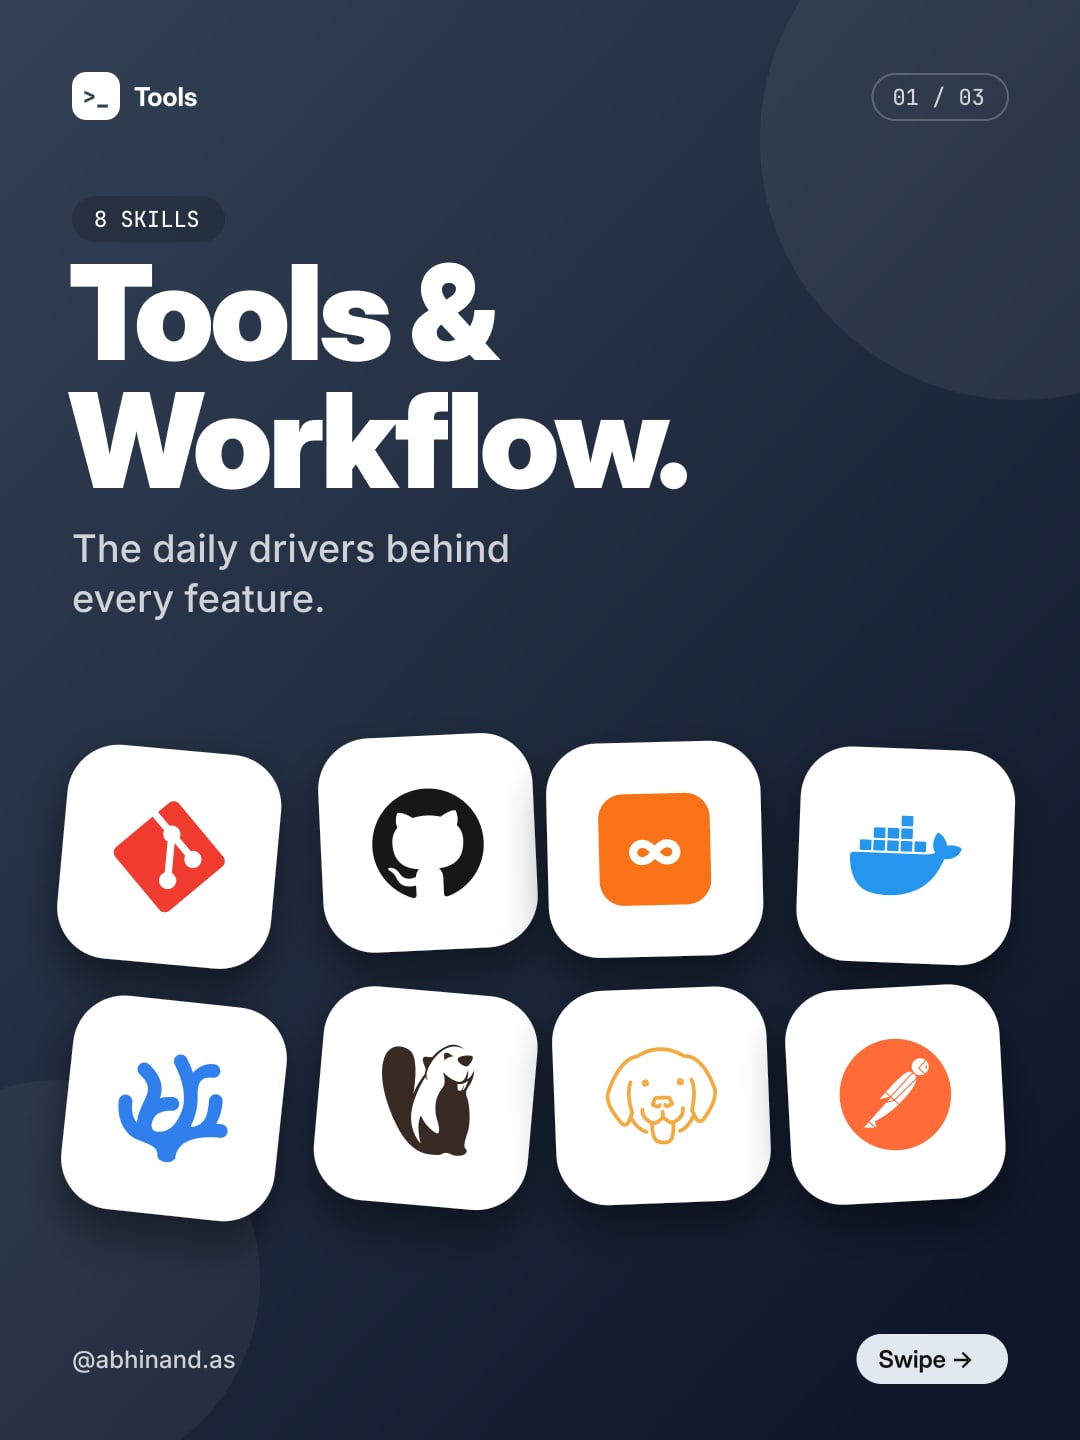 >_ Tools
01 / 03
8 SKILLS
Tools &
Workflow.
The daily drivers behind
every feature.
@abhinand.as
Swipe →